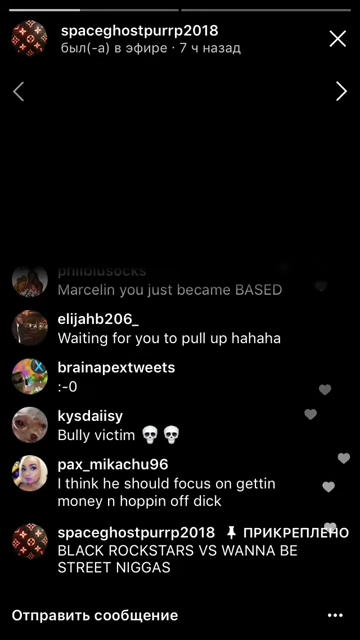 spaceghostpurrp2018
был(-а) в эфире · 7 ч назад
philblusocks
Marcelin you just became BASED
elijahb206_
Waiting for you to pull up hahaha
brainapextweets
:-0
kysdaiisy
Bully victim 💀💀
pax_mikachu96
I think he should focus on gettin
money n hoppin off dick
spaceghostpurrp2018 📌 ПРИКРЕПЛЕНО
BLACK ROCKSTARS VS WANNA BE
STREET NIGGAS
Отправить сообщение